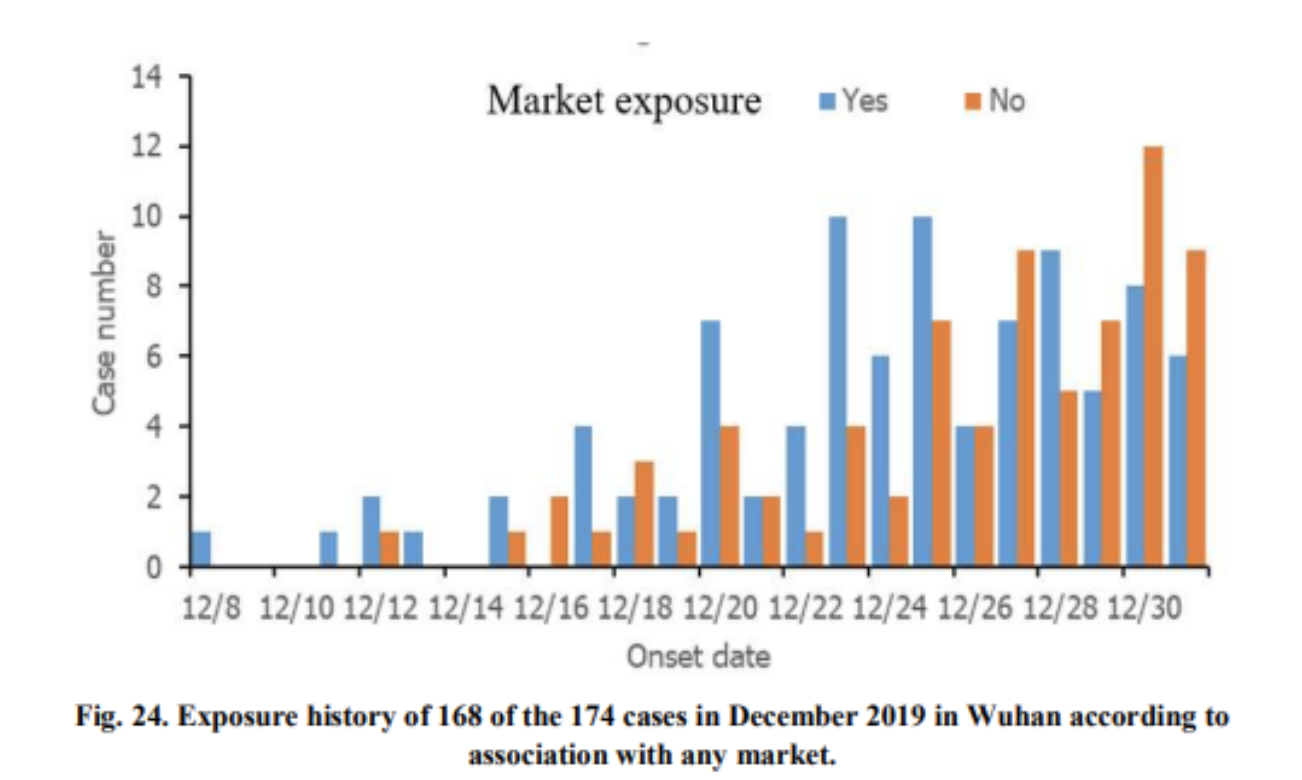 Market exposure Yes No
14
12
10
8
6
4
2
0
Case number
12/8 12/10 12/12 12/14 12/16 12/18 12/20 12/22 12/24 12/26 12/28 12/30
Onset date
Fig. 24. Exposure history of 168 of the 174 cases in December 2019 in Wuhan according to
association with any market.